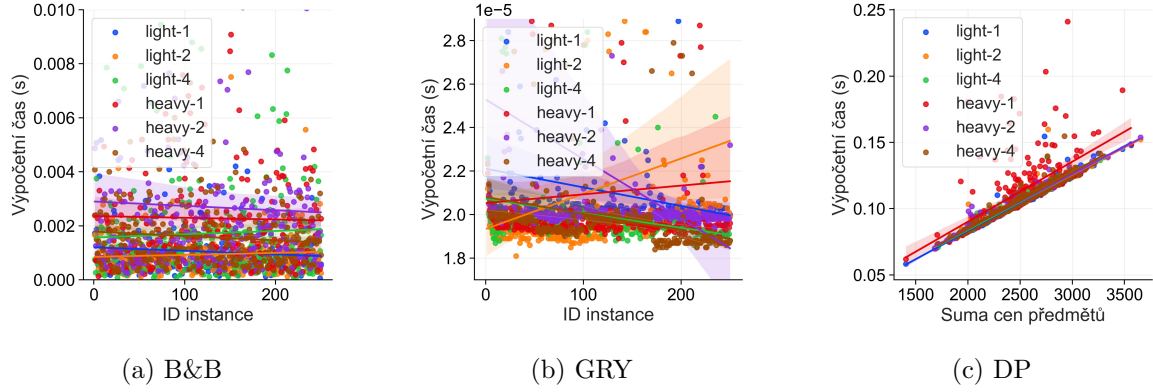 0.010
0.008
0.006
0.004
0.002
0.000
0
100
200
Výpočetní čas (s)
ID instance
light-1
light-2
light-4
heavy-1
heavy-2
heavy-4
(a) B&B
1e−5
2.8
2.6
2.4
2.2
2.0
1.8
0
100
200
Výpočetní čas (s)
ID instance
light-1
light-2
light-4
heavy-1
heavy-2
heavy-4
(b) GRY
0.25
0.20
0.15
0.10
0.05
1500
2000
2500
3000
3500
Výpočetní čas (s)
Suma cen předmětů
light-1
light-2
light-4
heavy-1
heavy-2
heavy-4
(c) DP